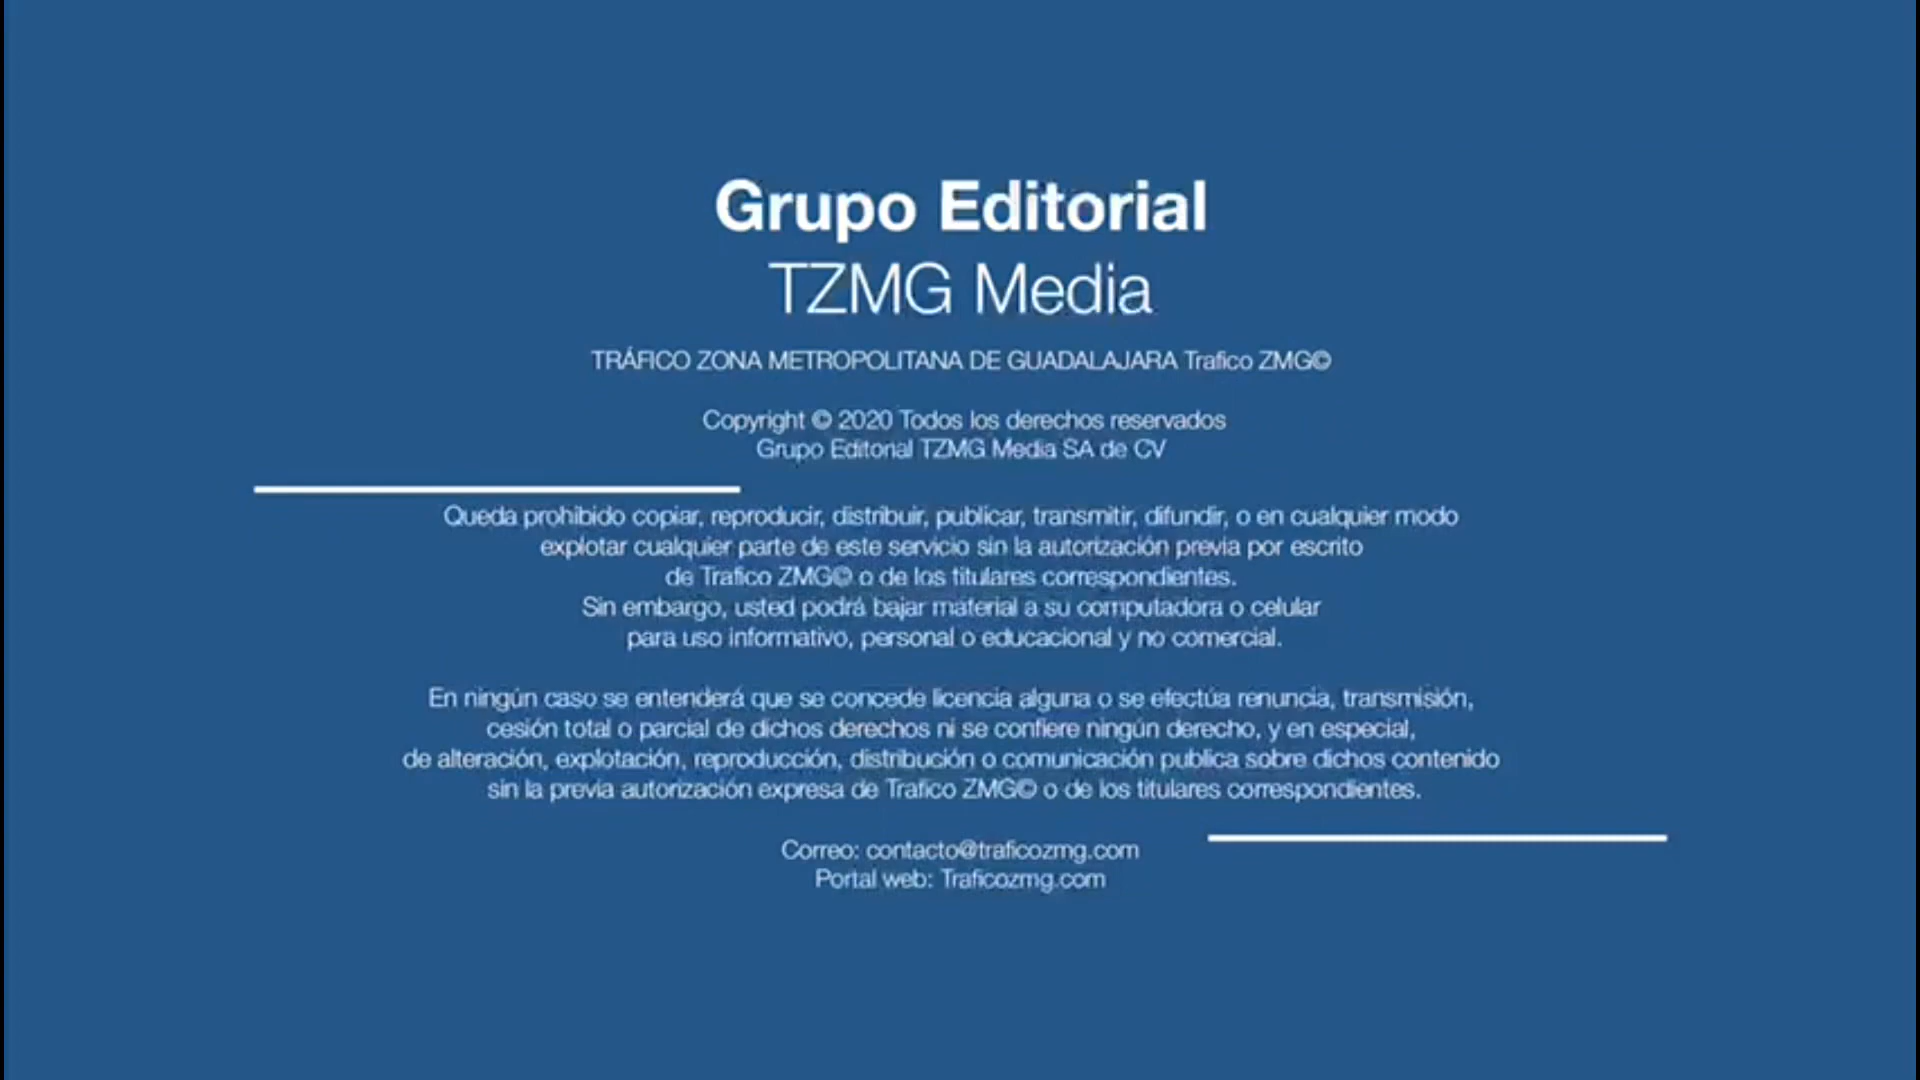 Grupo Editorial
TZMG Media
TRÁFICO ZONA METROPOLITANA DE GUADALAJARA Trafico ZMG©
Copyright © 2020 Todos los derechos reservados
Grupo Editorial TZMG Media SA de CV
Queda prohibido copiar, reproducir, distribuir, publicar, transmitir, difundir, o en cualquier modo
explotar cualquier parte de este servicio sin la autorización previa por escrito
de Trafico ZMG© o de los titulares correspondientes.
Sin embargo, usted podrá bajar material a su computadora o celular
para uso informativo, personal o educacional y no comercial.
En ningún caso se entenderá que se concede licencia alguna o se efectúa renuncia, transmisión,
cesión total o parcial de dichos derechos ni se confiere ningún derecho, y en especial,
de alteración, explotación, reproducción, distribución o comunicación publica sobre dichos contenido
sin la previa autorización expresa de Trafico ZMG© o de los titulares correspondientes.
Correo: contacto@traficozmg.com
Portal web: Traficozmg.com